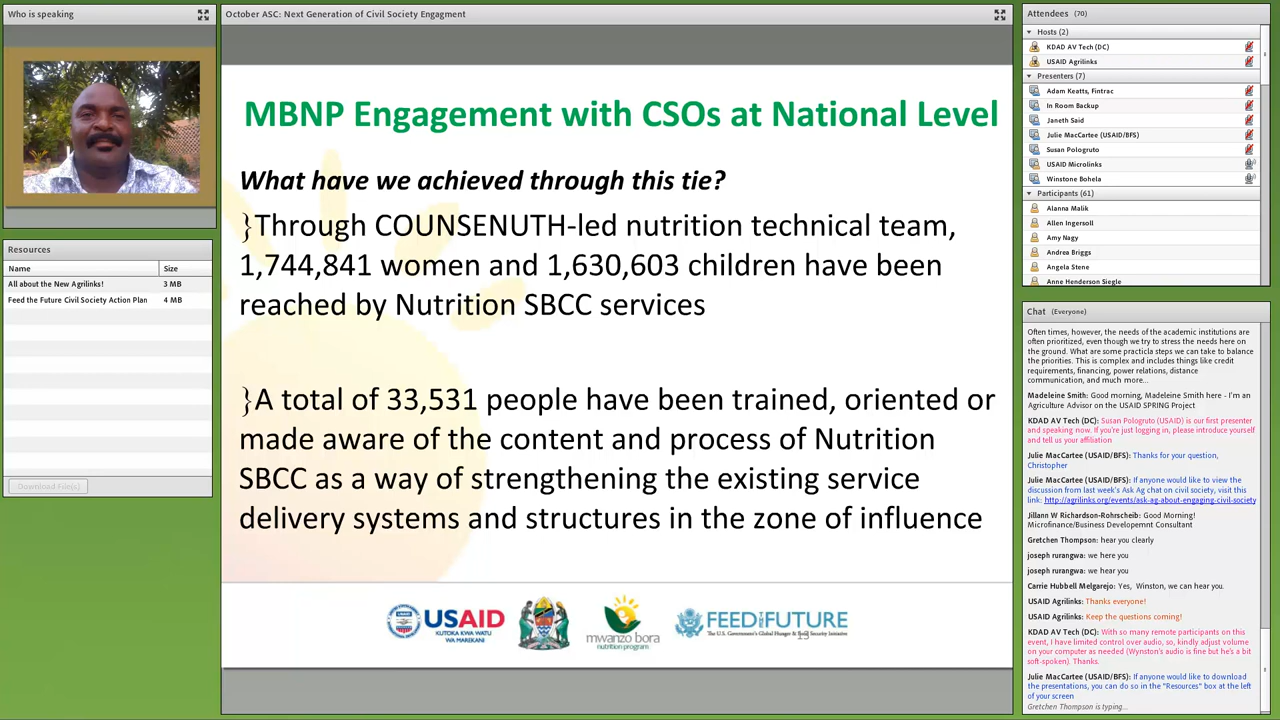 Who is speaking
Resources
Name Size
All about the New Agrilinks! 3 MB
Feed the Future Civil Society Action Plan 4 MB
Download File(s)
October ASC: Next Generation of Civil Society Engagment
MBNP Engagement with CSOs at National Level
What have we achieved through this tie?
}Through COUNSENUTH-led nutrition technical team,
1,744,841 women and 1,630,603 children have been
reached by Nutrition SBCC services
}A total of 33,531 people have been trained, oriented or
made aware of the content and process of Nutrition
SBCC as a way of strengthening the existing service
delivery systems and structures in the zone of influence
USAID
KUTOKA KWA WATU
WA MAREKANI
mwanzo bora
nutrition program
FEED THE FUTURE
The U.S. Government's Global Hunger & Food Security Initiative
Attendees (70)
Hosts (2)
KDAD AV Tech (DC)
USAID Agrilinks
Presenters (7)
Adam Keatts, Fintrac
In Room Backup
Janeth Said
Julie MacCartee (USAID/BFS)
Susan Pologruto
USAID Microlinks
Winstone Bohela
Participants (61)
Alanna Malik
Allen Ingersoll
Amy Nagy
Andrea Briggs
Angela Stene
Anne Henderson Siegle
Chat (Everyone)
Often times, however, the needs of the academic institutions are
often prioritized, even though we try to stress the needs here on
the ground. What are some practicla steps we can take to balance
the priorities. This is complex and includes things like credit
requirements, financing, power relations, distance
communication, and much more...
Madeleine Smith: Good morning, Madeleine Smith here - I'm an
Agriculture Advisor on the USAID SPRING Project
KDAD AV Tech (DC): Susan Pologruto (USAID) is our first presenter
and speaking now. If you're just logging in, please introduce yourself
and tell us your affiliation
Julie MacCartee (USAID/BFS): Thanks for your question,
Christopher
Julie MacCartee (USAID/BFS): If anyone would like to view the
discussion from last week's Ask Ag chat on civil society, visit this
link: http://agrilinks.org/events/ask-ag-about-engaging-civil-society
Jillann W Richardson-Rohrscheib: Good Morning!
Microfinance/Business Developemnt Consultant
Gretchen Thompson: hear you clearly
joseph rurangwa: we here you
joseph rurangwa: we hear you
Carrie Hubbell Melgarejo: Yes, Winston, we can hear you.
USAID Agrilinks: Thanks everyone!
USAID Agrilinks: Keep the questions coming!
KDAD AV Tech (DC): With so many remote participants on this
event, I have limited control over audio, so, kindly adjust volume
on your computer as needed (Wynston's audio is fine but he's a bit
soft-spoken). Thanks.
Julie MacCartee (USAID/BFS): If anyone would like to download
the presentations, you can do so in the "Resources" box at the left
of your screen
Gretchen Thompson is typing...